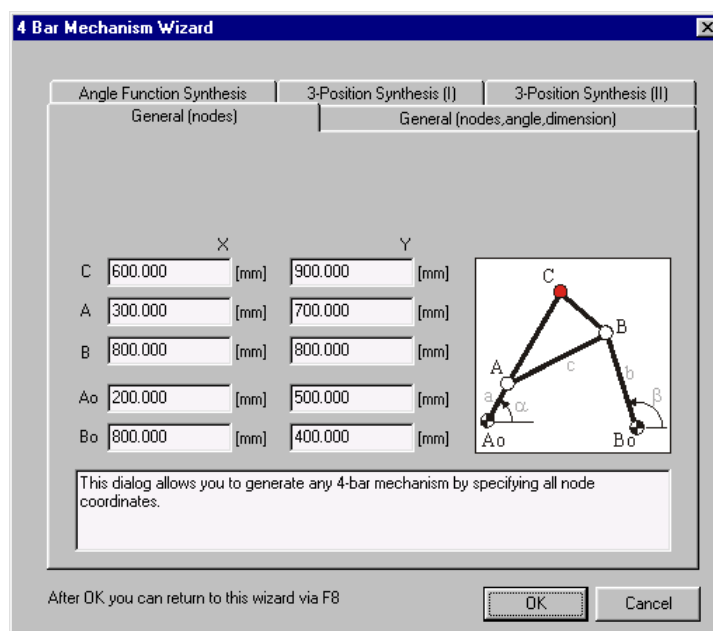 4 Bar Mechanism Wizard
Angle Function Synthesis 3-Position Synthesis (I) 3-Position Synthesis (II)
General (nodes) General (nodes,angle,dimension)
X Y
C 600.000 [mm] 900.000 [mm]
A 300.000 [mm] 700.000 [mm]
B 800.000 [mm] 800.000 [mm]
Ao 200.000 [mm] 500.000 [mm]
Bo 800.000 [mm] 400.000 [mm]
C
B
A
c
b
a
α
β
Ao
Bo
This dialog allows you to generate any 4-bar mechanism by specifying all node
coordinates.
After OK you can return to this wizard via F8
OK Cancel